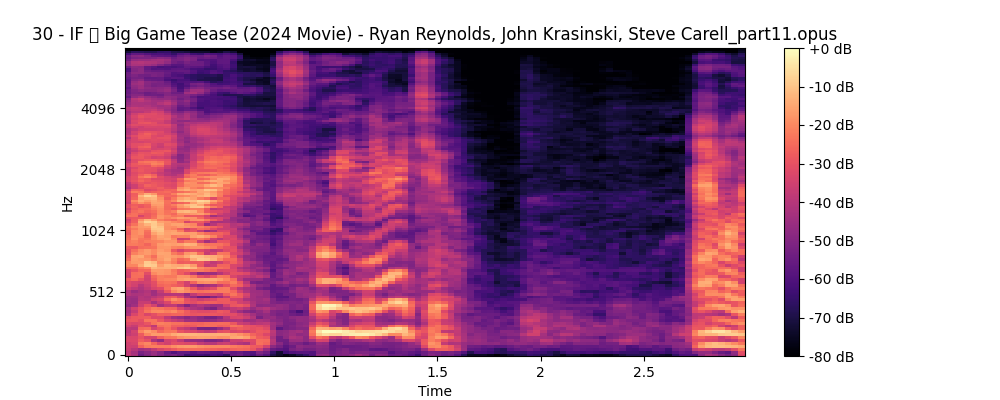 30 - IF ▯ Big Game Tease (2024 Movie) - Ryan Reynolds, John Krasinski, Steve Carell_part11.opus
+0 dB
4096
-10 dB
-20 dB
2048
-30 dB
Hz
1024
-40 dB
-50 dB
512
-60 dB
-70 dB
0
-80 dB
0 0.5 1 1.5 2 2.5
Time